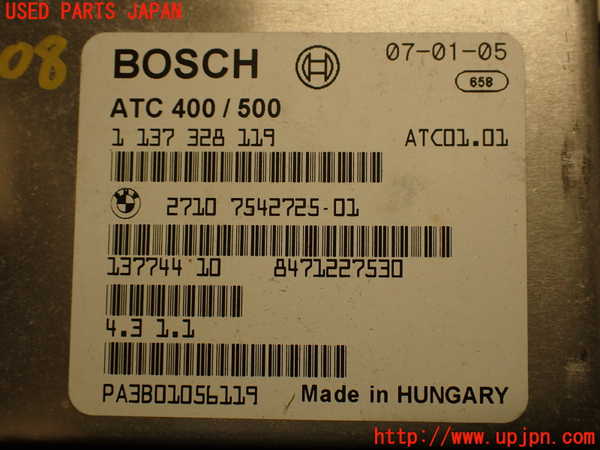 USED PARTS JAPAN
08
BOSCH
07-01-05
658
ATC 400 / 500
1 137 328 119
ATC01.01
BMW
2710 7542725-01
137744 10
8471227530
4.3 1.1
PA3B01056119
Made in HUNGARY
http://www.upjpn.com